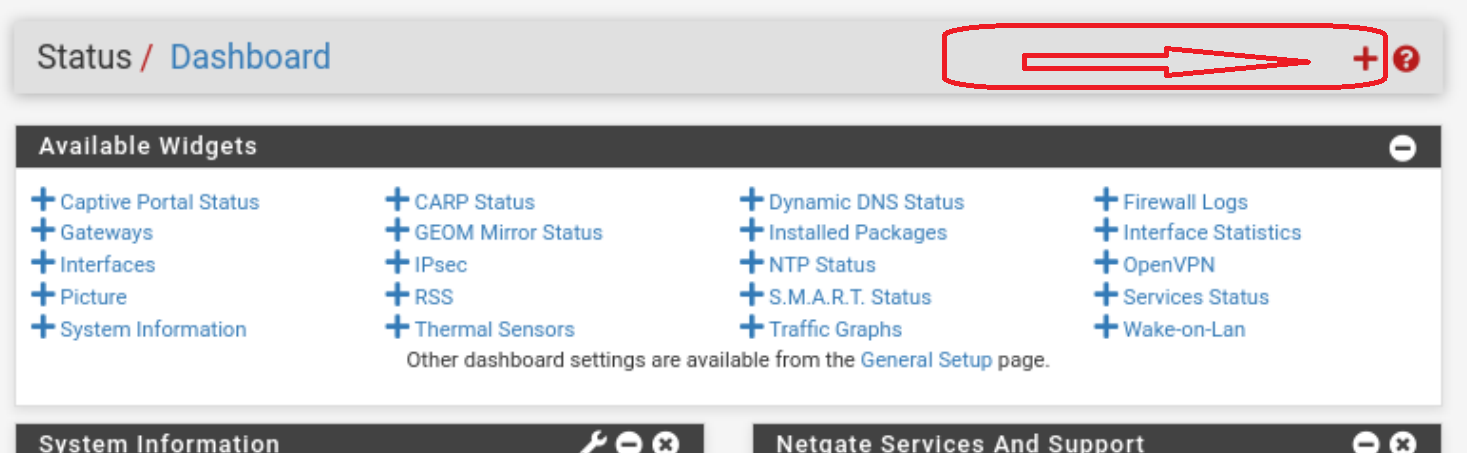 Status / Dashboard
Available Widgets
Captive Portal Status CARP Status Dynamic DNS Status Firewall Logs
Gateways GEOM Mirror Status Installed Packages Interface Statistics
Interfaces IPsec NTP Status OpenVPN
Picture RSS S.M.A.R.T. Status Services Status
System Information Thermal Sensors Traffic Graphs Wake-on-Lan
Other dashboard settings are available from the General Setup page.
System Information Netgate Services And Support